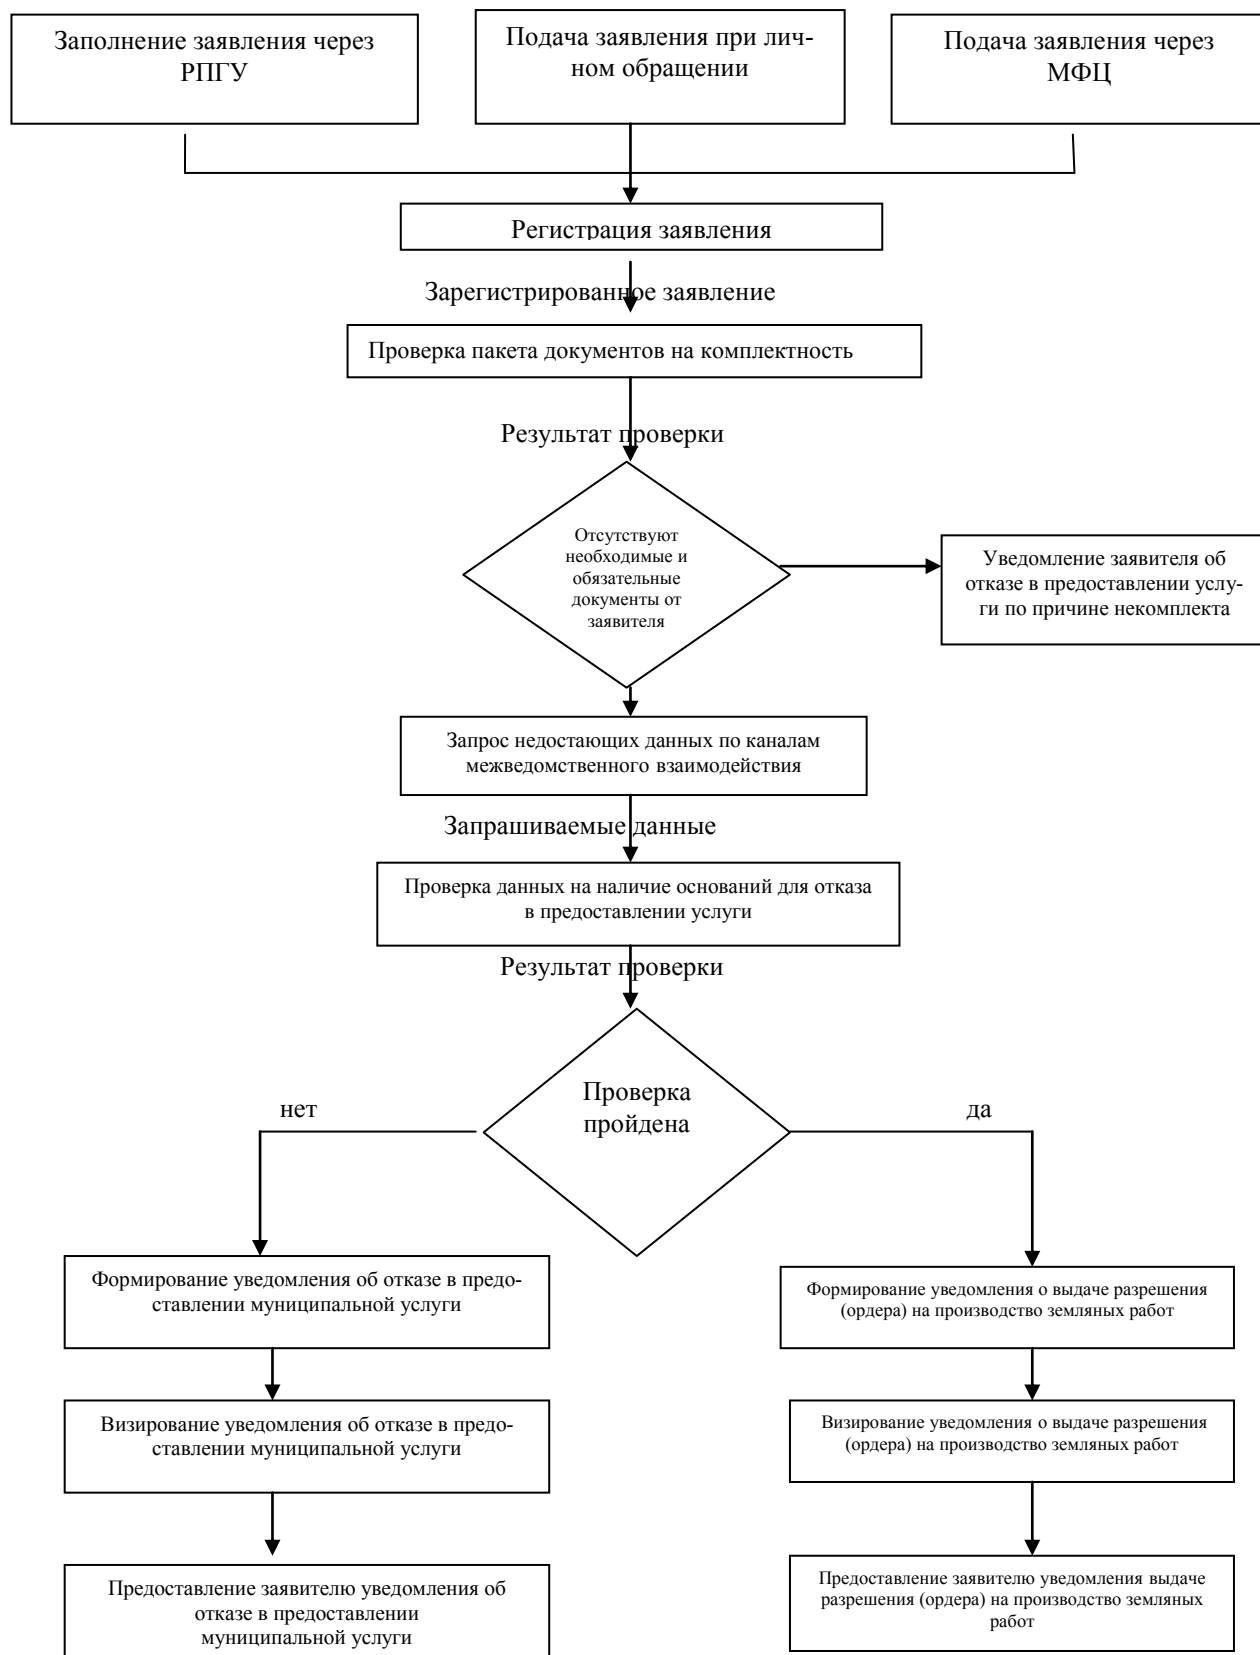 Заполнение заявления через
РПГУ
Подача заявления при лич-
ном обращении
Подача заявления через
МФЦ
Регистрация заявления
Зарегистрированное заявление
Проверка пакета документов на комплектность
Результат проверки
Отсутствуют
необходимые и
обязательные
документы от
заявителя
Уведомление заявителя об
отказе в предоставлении услу-
ги по причине некомплекта
Запрос недостающих данных по каналам
межведомственного взаимодействия
Запрашиваемые данные
Проверка данных на наличие оснований для отказа
в предоставлении услуги
Результат проверки
Проверка
пройдена
нет
да
Формирование уведомления об отказе в предо-
ставлении муниципальной услуги
Формирование уведомления о выдаче разрешения
(ордера) на производство земляных работ
Визирование уведомления об отказе в предо-
ставлении муниципальной услуги
Визирование уведомления о выдаче разрешения
(ордера) на производство земляных работ
Предоставление заявителю уведомления об
отказе в предоставлении
муниципальной услуги
Предоставление заявителю уведомления выдаче
разрешения (ордера) на производство земляных
работ